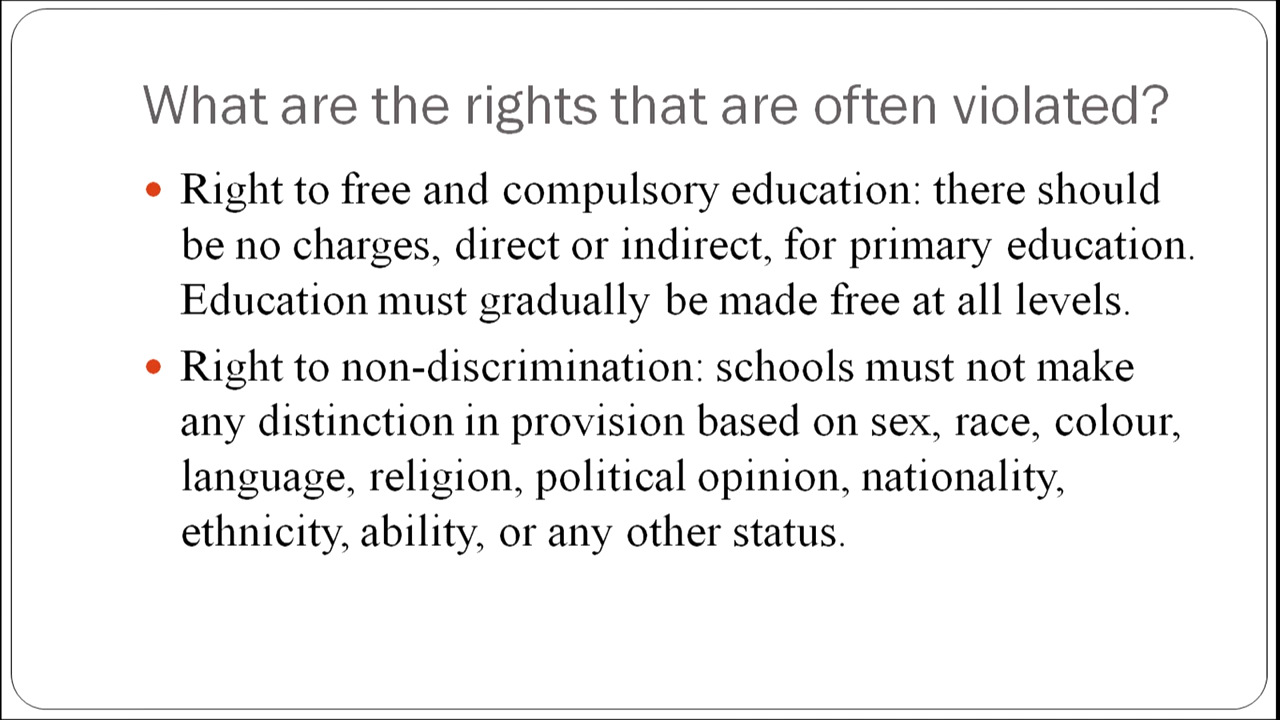 What are the rights that are often violated?
• Right to free and compulsory education: there should
be no charges, direct or indirect, for primary education.
Education must gradually be made free at all levels.
• Right to non-discrimination: schools must not make
any distinction in provision based on sex, race, colour,
language, religion, political opinion, nationality,
ethnicity, ability, or any other status.